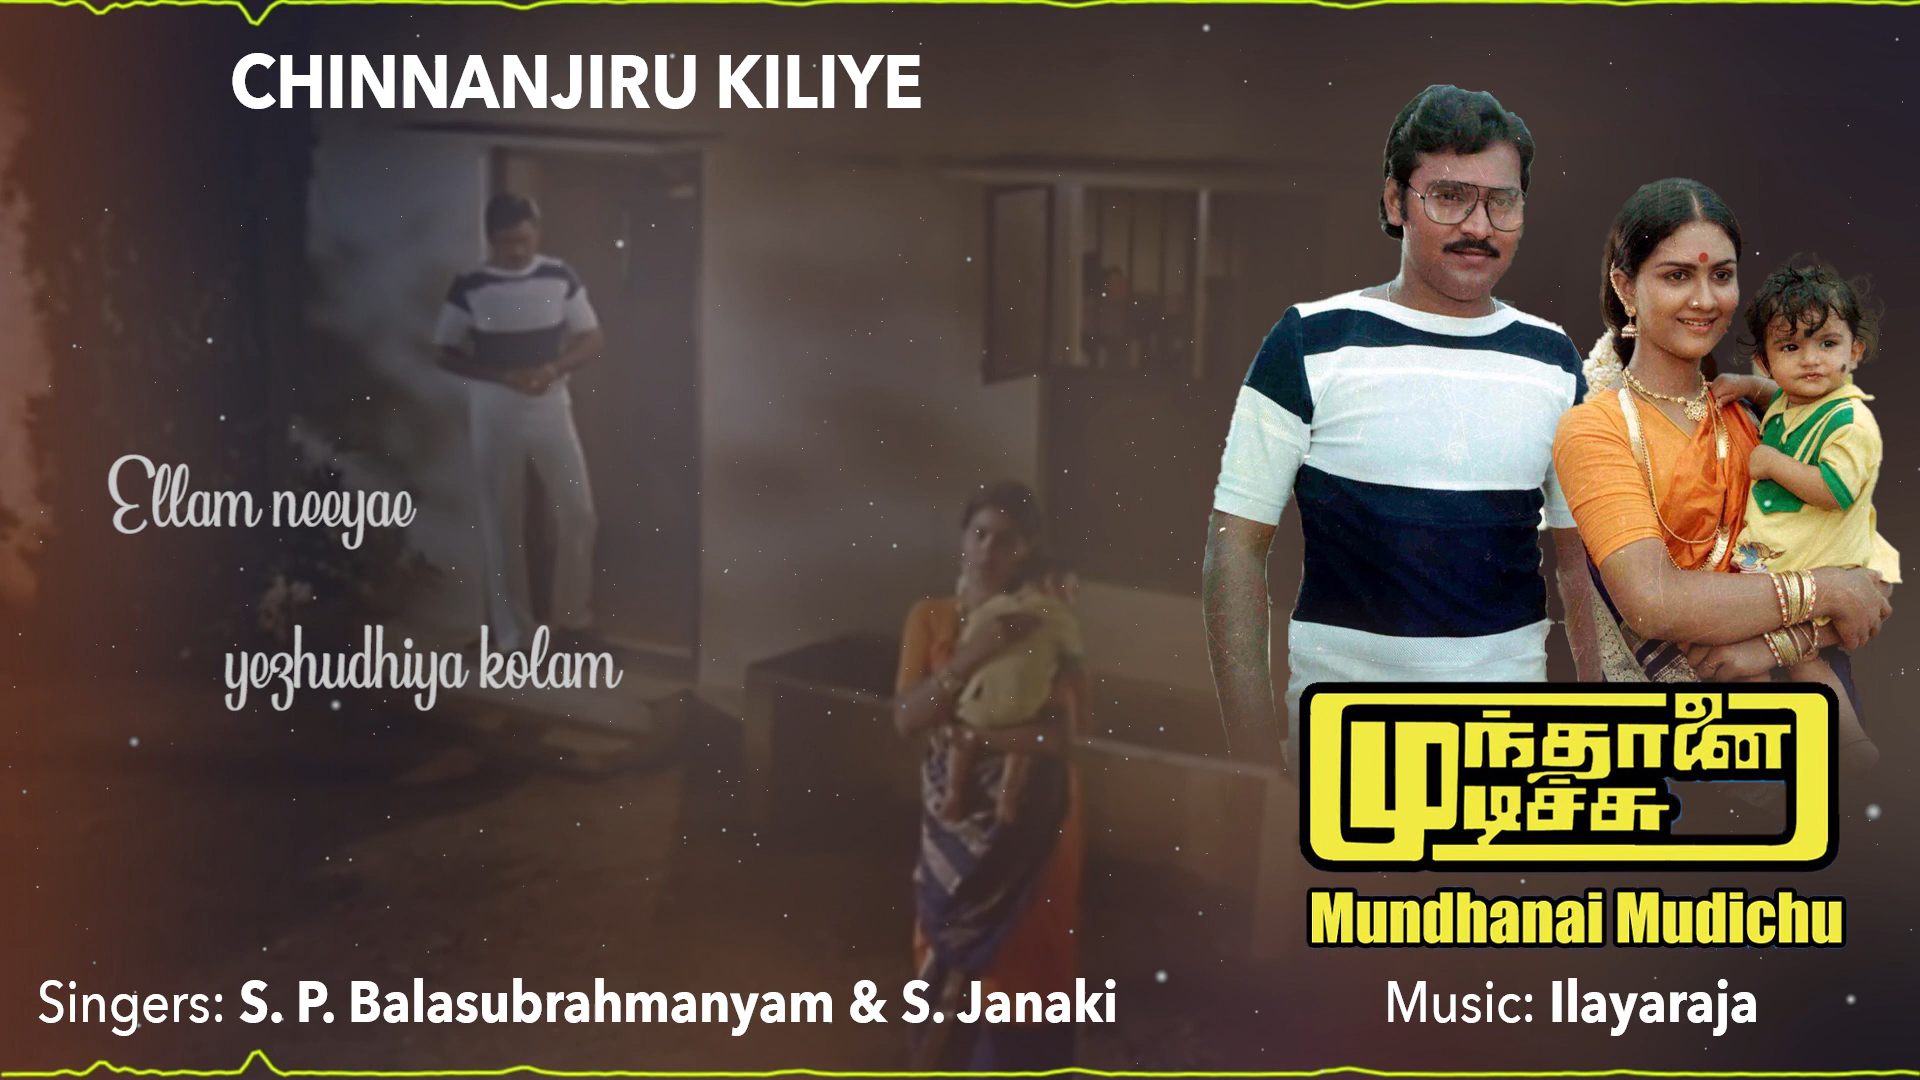 CHINNANJIRU KILIYE
Ellam neeyae
yezhudhiya kolam
முந்தானை
முடிச்சு
Mundhanai Mudichu
Singers: S. P. Balasubrahmanyam & S. Janaki
Music: Ilayaraja